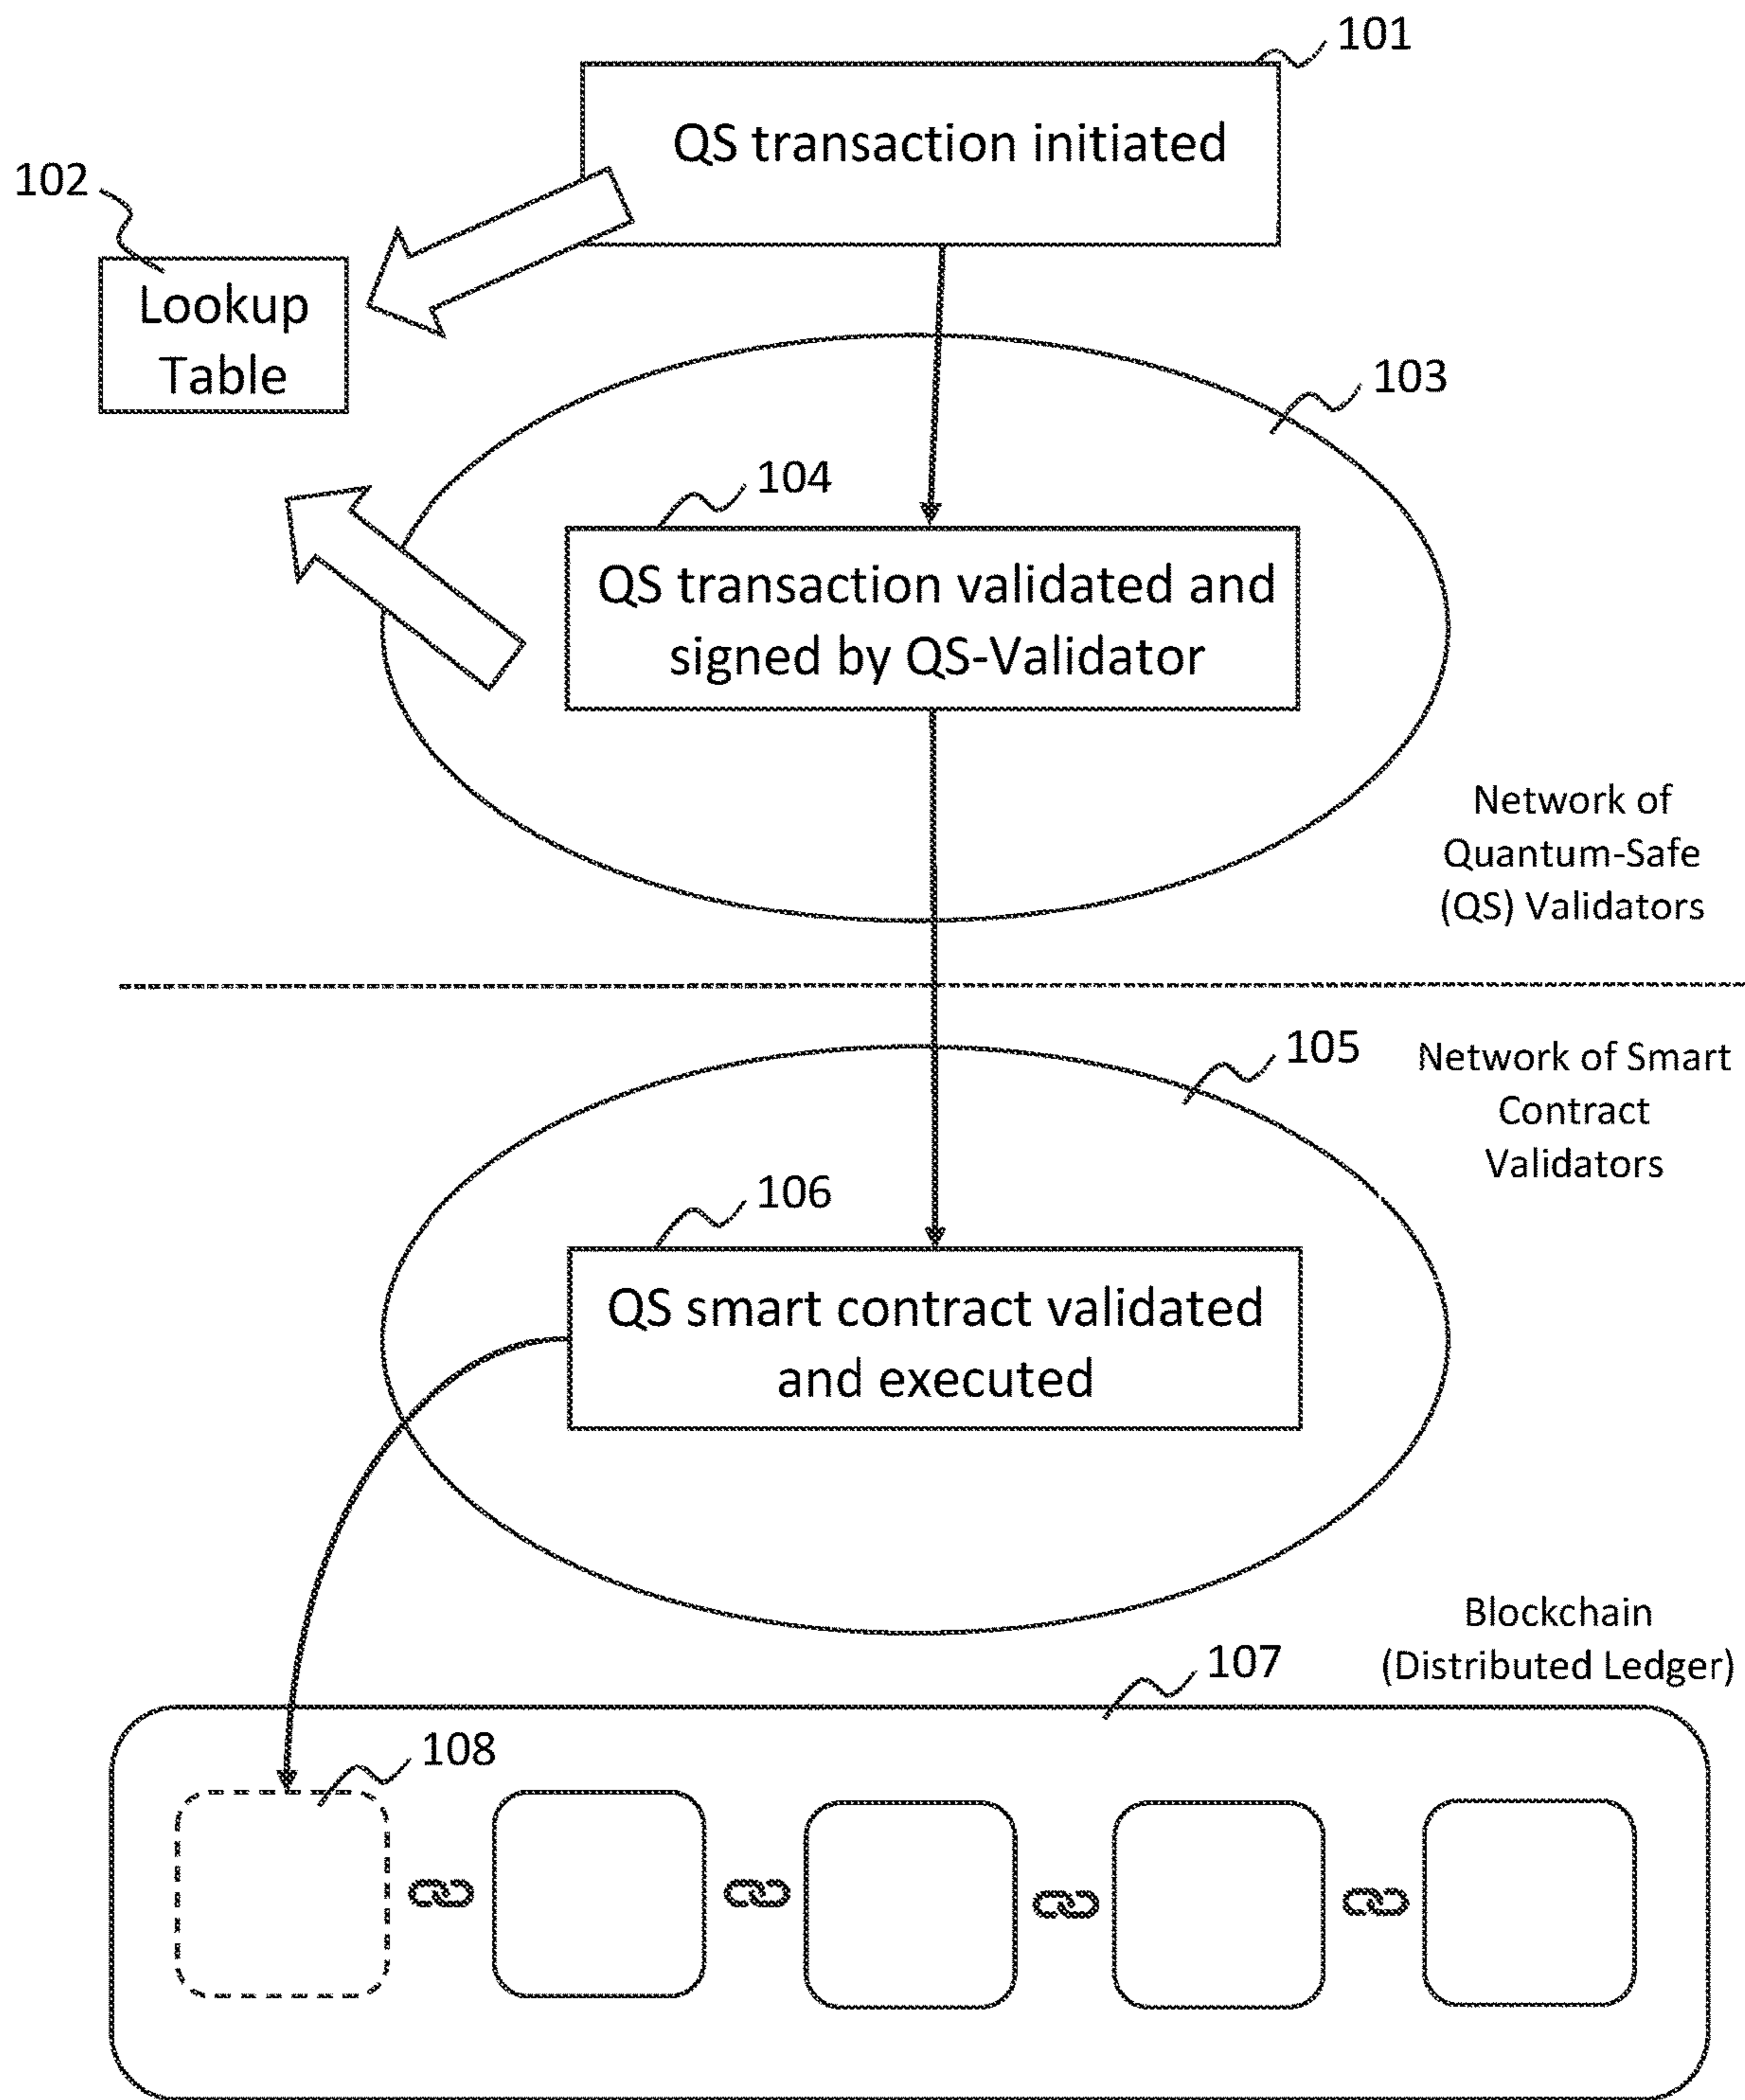 101
QS transaction initiated
102
Lookup
Table
103
104
QS transaction validated and
signed by QS-Validator
Network of
Quantum-Safe
(QS) Validators
105
Network of Smart
Contract
Validators
106
QS smart contract validated
and executed
Blockchain
(Distributed Ledger)
107
108